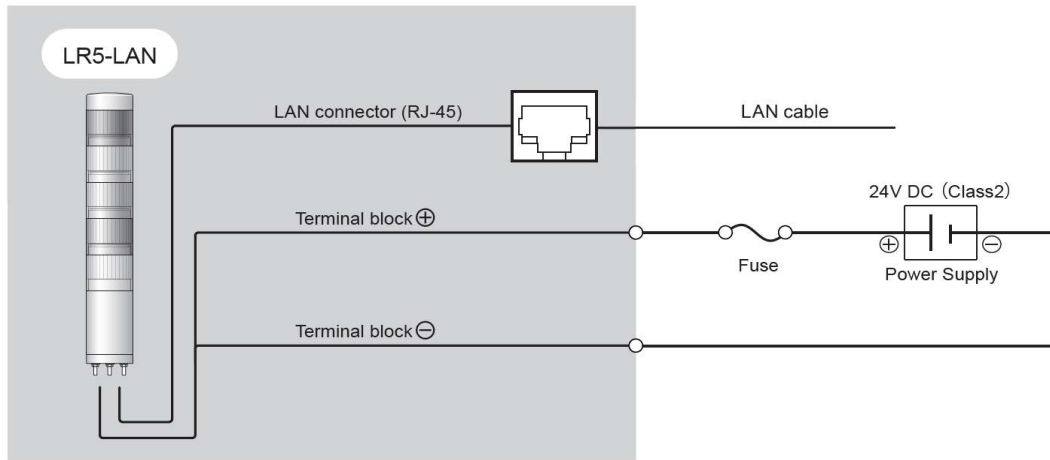 LR5-LAN
LAN connector (RJ-45)
LAN cable
24V DC (Class2)
Terminal block⊕
Fuse
⊕
⊖
Power Supply
Terminal block⊖